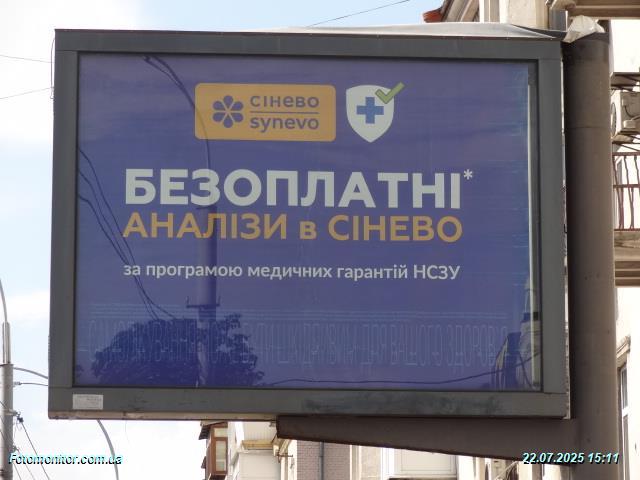 сінево
synevo
БЕЗОПЛАТНІ*
АНАЛІЗИ в СІНЕВО
за програмою медичних гарантій НСЗУ
Fotomonitor.com.ua
22.07.2025 15:11